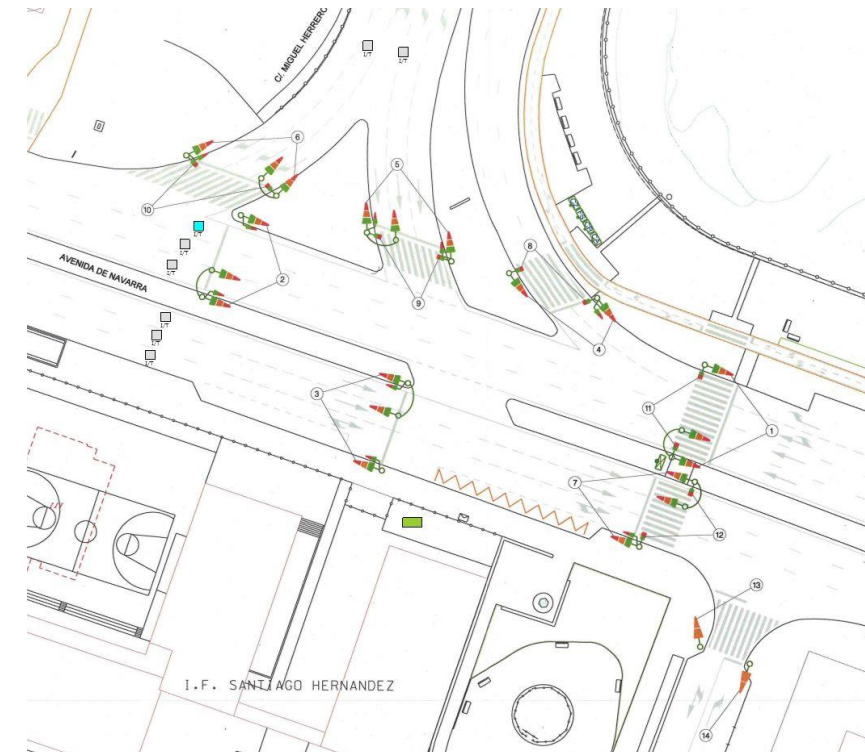 C/. MIGUEL HERRERO
I/T
I/T
B
6
5
10
I/T
I/T
I/T
8
2
9
AVENIDA DE NAVARRA
I/T
I/T
I/T
4
3
11
1
7
12
13
I.F. SANTIAGO HERNANDEZ
14